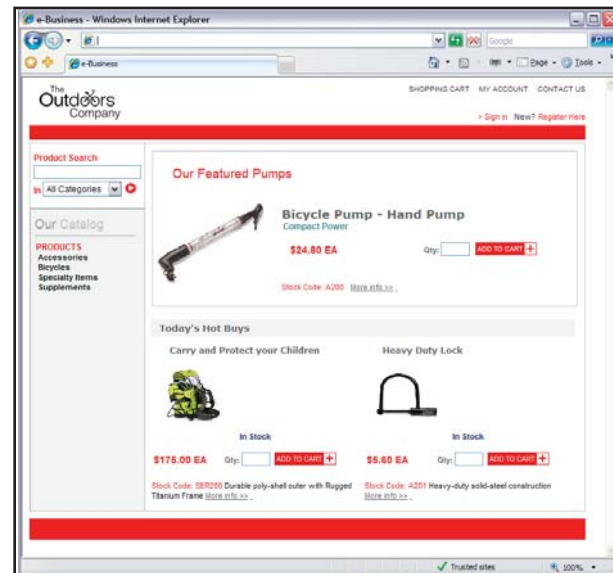 e-Business - Windows Internet Explorer
Google
e-Business
Page
Tools
The
Outdoors
Company
SHOPPING CART MY ACCOUNT CONTACT US
> Sign in New? Register Here
Product Search
In All Categories
Our Catalog
PRODUCTS
Accessories
Bicycles
Specialty Items
Supplements
Our Featured Pumps
Bicycle Pump - Hand Pump
Compact Power
$24.80 EA Qty: ADD TO CART +
Stock Code: A200 More info >> .
Today's Hot Buys
Carry and Protect your Children
Heavy Duty Lock
In Stock
In Stock
$175.00 EA Qty: ADD TO CART +
$5.60 EA Qty: ADD TO CART +
Stock Code: SER200 Durable poly-shell outer with Rugged
Titanium Frame More info >> .
Stock Code: A201 Heavy-duty solid-steel construction
More info >> .
Trusted sites
100%